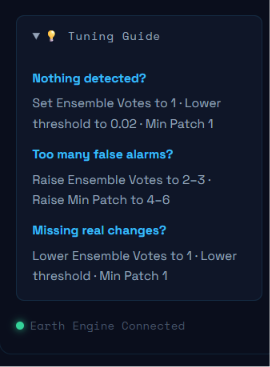 ▼ 💡 Tuning Guide
Nothing detected?
Set Ensemble Votes to 1 · Lower
threshold to 0.02 · Min Patch 1
Too many false alarms?
Raise Ensemble Votes to 2–3 ·
Raise Min Patch to 4–6
Missing real changes?
Lower Ensemble Votes to 1 · Lower
threshold · Min Patch 1
Earth Engine Connected